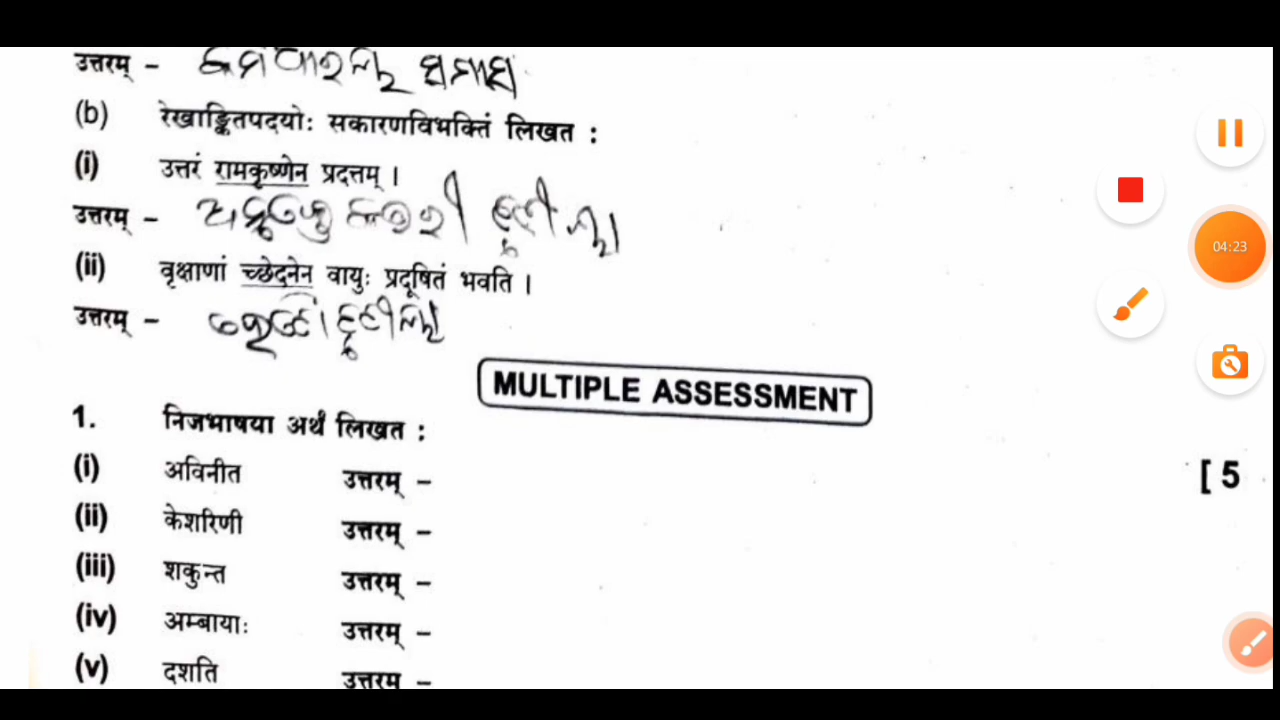 उत्तरम् -
(b) रेखाङ्कितपदयोः सकारणविभक्तिं लिखत :
(i) उत्तरं रामकृष्णेन प्रदत्तम् ।
उत्तरम् -
(ii) वृक्षाणां च्छेदनेन वायुः प्रदूषितं भवति ।
उत्तरम् -
MULTIPLE ASSESSMENT
1. निजभाषया अर्थं लिखत :
[ 5
(i) अविनीत उत्तरम् -
(ii) केशरिणी उत्तरम् -
(iii) शकुन्त उत्तरम् -
(iv) अम्बायाः उत्तरम् -
(v) दशति उत्तरम् -
04:23